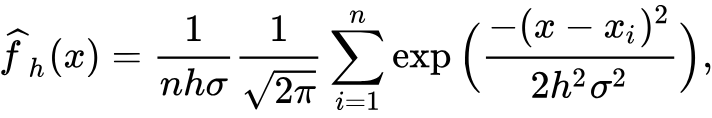 $\widehat{f}_h(x) = \frac{1}{nh\sigma} \frac{1}{\sqrt{2\pi}} \sum_{i=1}^{n} \exp\left(\frac{-(x - x_i)^2}{2h^2\sigma^2}\right),$